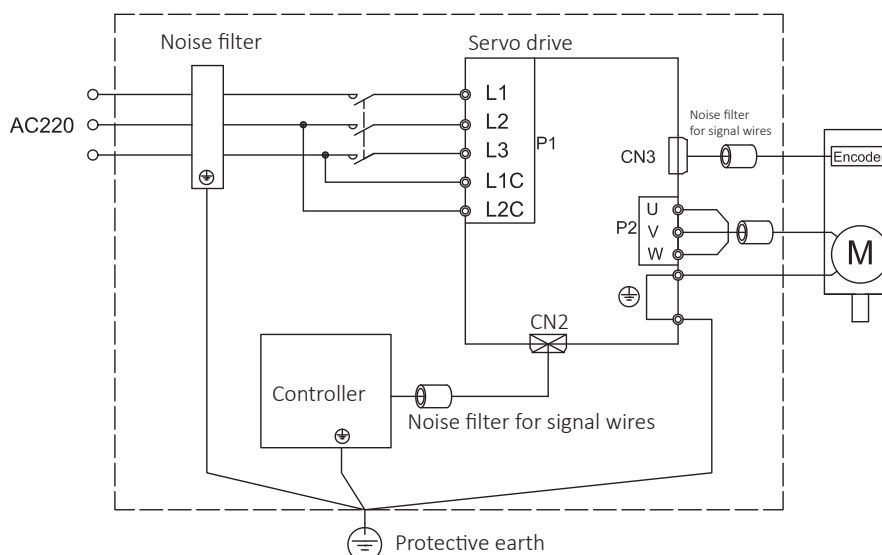 Noise filter
Servo drive
AC220
L1
L2
L3
L1C
L2C
P1
Noise filter
for signal wires
CN3
Encoder
P2
U
V
W
M
CN2
Controller
Noise filter for signal wires
Protective earth